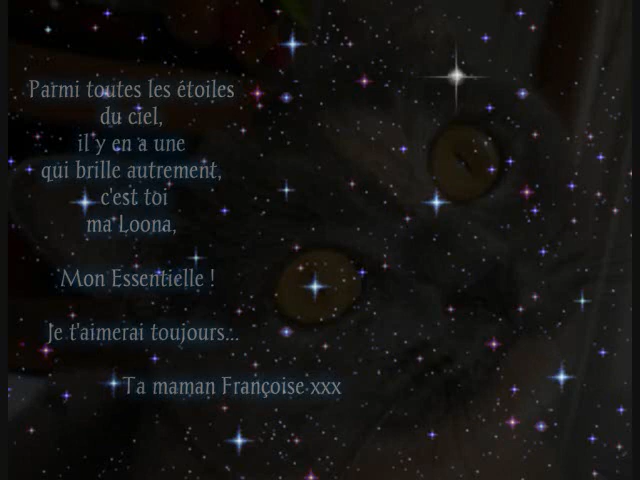 Parmi toutes les étoiles
du ciel,
il y en a une
qui brille autrement,
c'est toi
ma Loona,
Mon Essentielle !
Je t'aimerai toujours...
Ta maman Françoise xxx